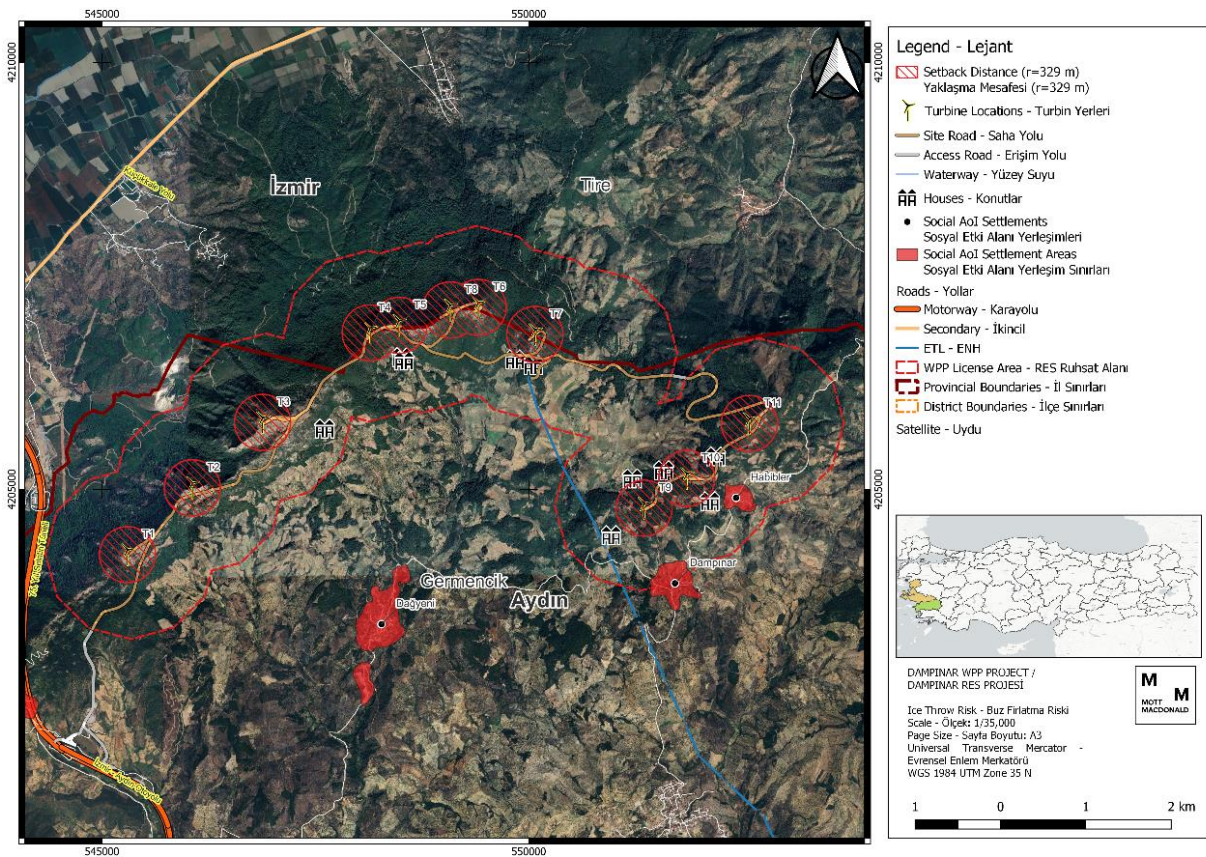 545000
550000
4210000
4210000
Legend - Lejant
Setback Distance (r=329 m)
Yaklaşma Mesafesi (r=329 m)
Turbine Locations - Turbin Yerleri
Site Road - Saha Yolu
Access Road - Erişim Yolu
Waterway - Yüzey Suyu
Houses - Konutlar
Social AoI Settlements
Sosyal Etki Alanı Yerleşimleri
Social AoI Settlement Areas
Sosyal Etki Alanı Yerleşim Sınırları
Roads - Yollar
Motorway - Karayolu
Secondary - İkincil
ETL - ENH
WPP License Area - RES Ruhsat Alanı
Provincial Boundaries - İl Sınırları
District Boundaries - İlçe Sınırları
Satellite - Uydu
İzmir
Tire
T4
T5
T8
T6
T7
T3
T11
T2
T10
T9
Habibler
4205000
4205000
T1
Dampınar
Germencik
Aydın
Dağyeni
İzmir - Aydın Otoyolu
545000
550000
DAMPINAR WPP PROJECT /
DAMPINAR RES PROJESİ
M
M
MOTT
MACDONALD
Ice Throw Risk - Buz Fırlatma Riski
Scale - Ölçek: 1/35,000
Page Size - Sayfa Boyutu: A3
Universal Transverse Mercator -
Evrensel Enlem Merkatörü
WGS 1984 UTM Zone 35 N
1 0 1 2 km